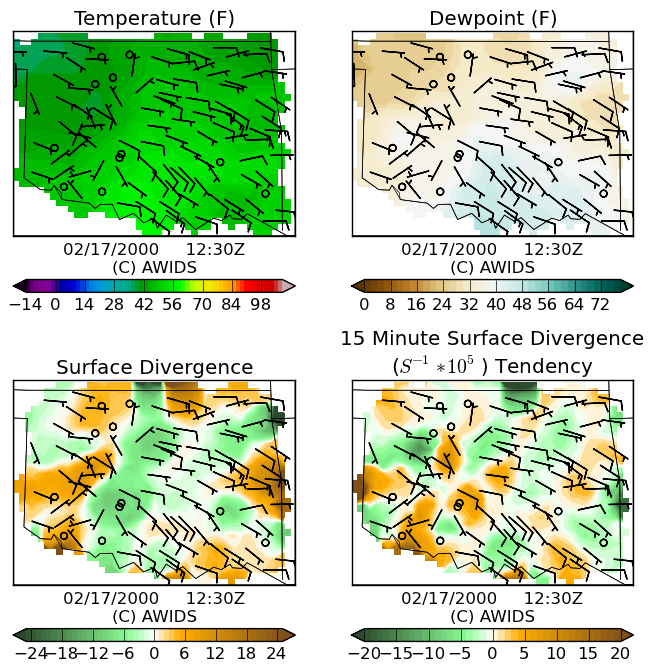 Temperature (F)
Dewpoint (F)
02/17/2000 12:30Z
(C) AWIDS
02/17/2000 12:30Z
(C) AWIDS
−14 0 14 28 42 56 70 84 98
0 8 16 24 32 40 48 56 64 72
Surface Divergence
15 Minute Surface Divergence
(S⁻¹ *10⁵ ) Tendency
02/17/2000 12:30Z
(C) AWIDS
02/17/2000 12:30Z
(C) AWIDS
−24 −18 −12 −6 0 6 12 18 24
−20 −15 −10 −5 0 5 10 15 20